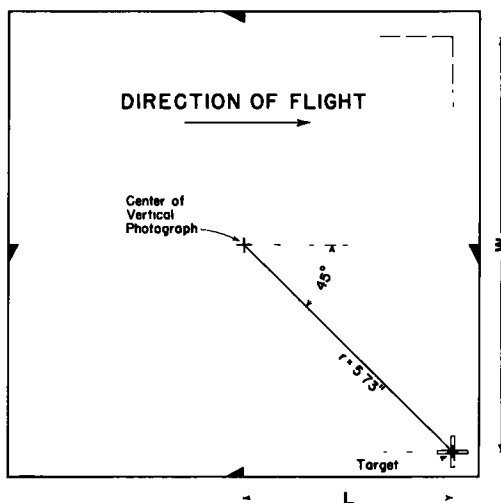 DIRECTION OF FLIGHT
Center of
Vertical
Photograph
W
45°
r = 5.73"
Target
L